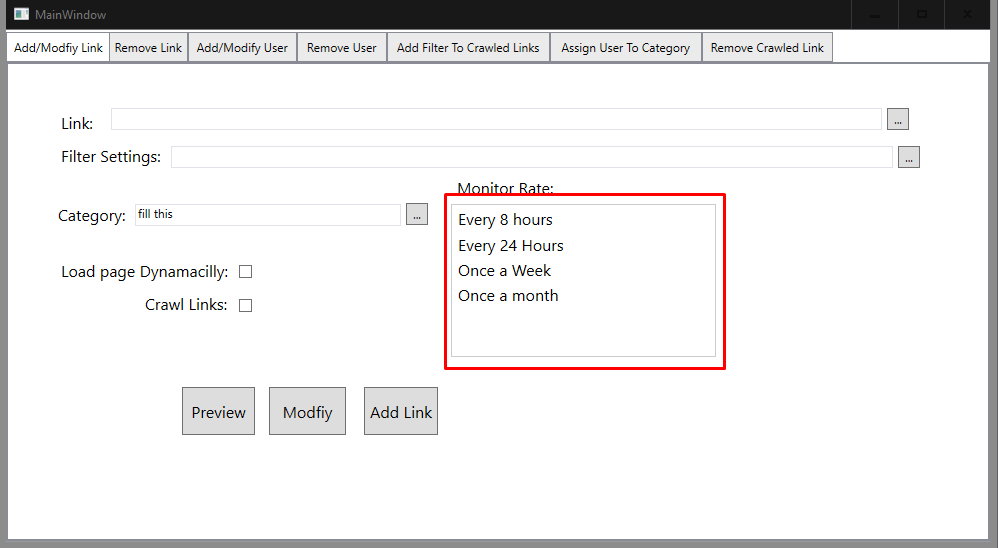 MainWindow
Add/Modfiy Link Remove Link Add/Modify User Remove User Add Filter To Crawled Links Assign User To Category Remove Crawled Link
Link: ...
Filter Settings: ...
Monitor Rate:
Category: fill this ...
Every 8 hours
Every 24 Hours
Once a Week
Once a month
Load page Dynamacilly:
Crawl Links:
Preview Modfiy Add Link